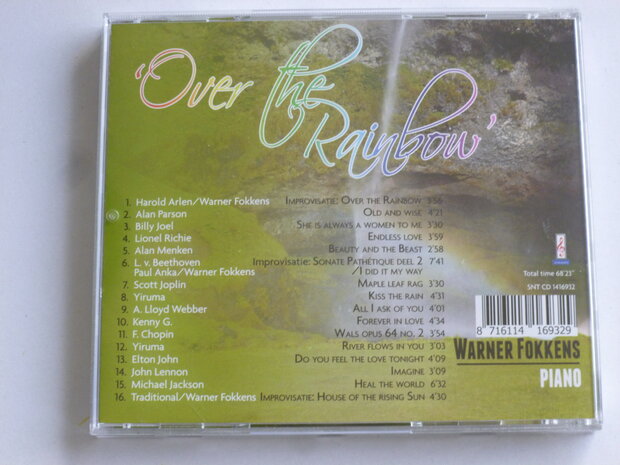 'Over the
Rainbow'
1. Harold Arlen/Warner Fokkens Improvisatie: Over the Rainbow 3'56
2. Alan Parson Old and wise 4'21
3. Billy Joel She is always a women to me 3'30
4. Lionel Richie Endless love 3'59
5. Alan Menken Beauty and the Beast 2'58
6. L. v. Beethoven Improvisatie: Sonate Pathétique deel 2 7'41
Paul Anka/Warner Fokkens /I did it my way
7. Scott Joplin Maple leaf rag 3'30
8. Yiruma Kiss the rain 4'31
9. A. Lloyd Webber All I ask of you 4'01
10. Kenny G. Forever in love 4'34
11. F. Chopin Wals opus 64 no. 2 3'54
12. Yiruma River flows in you 3'03
13. Elton John Do you feel the love tonight 4'09
14. John Lennon Imagine 3'09
15. Michael Jackson Heal the world 6'32
16. Traditional/Warner Fokkens Improvisatie: House of the rising Sun 4'30
Total time 68'23"
SNT CD 1416932
8 716114 169329
Warner Fokkens
PIANO